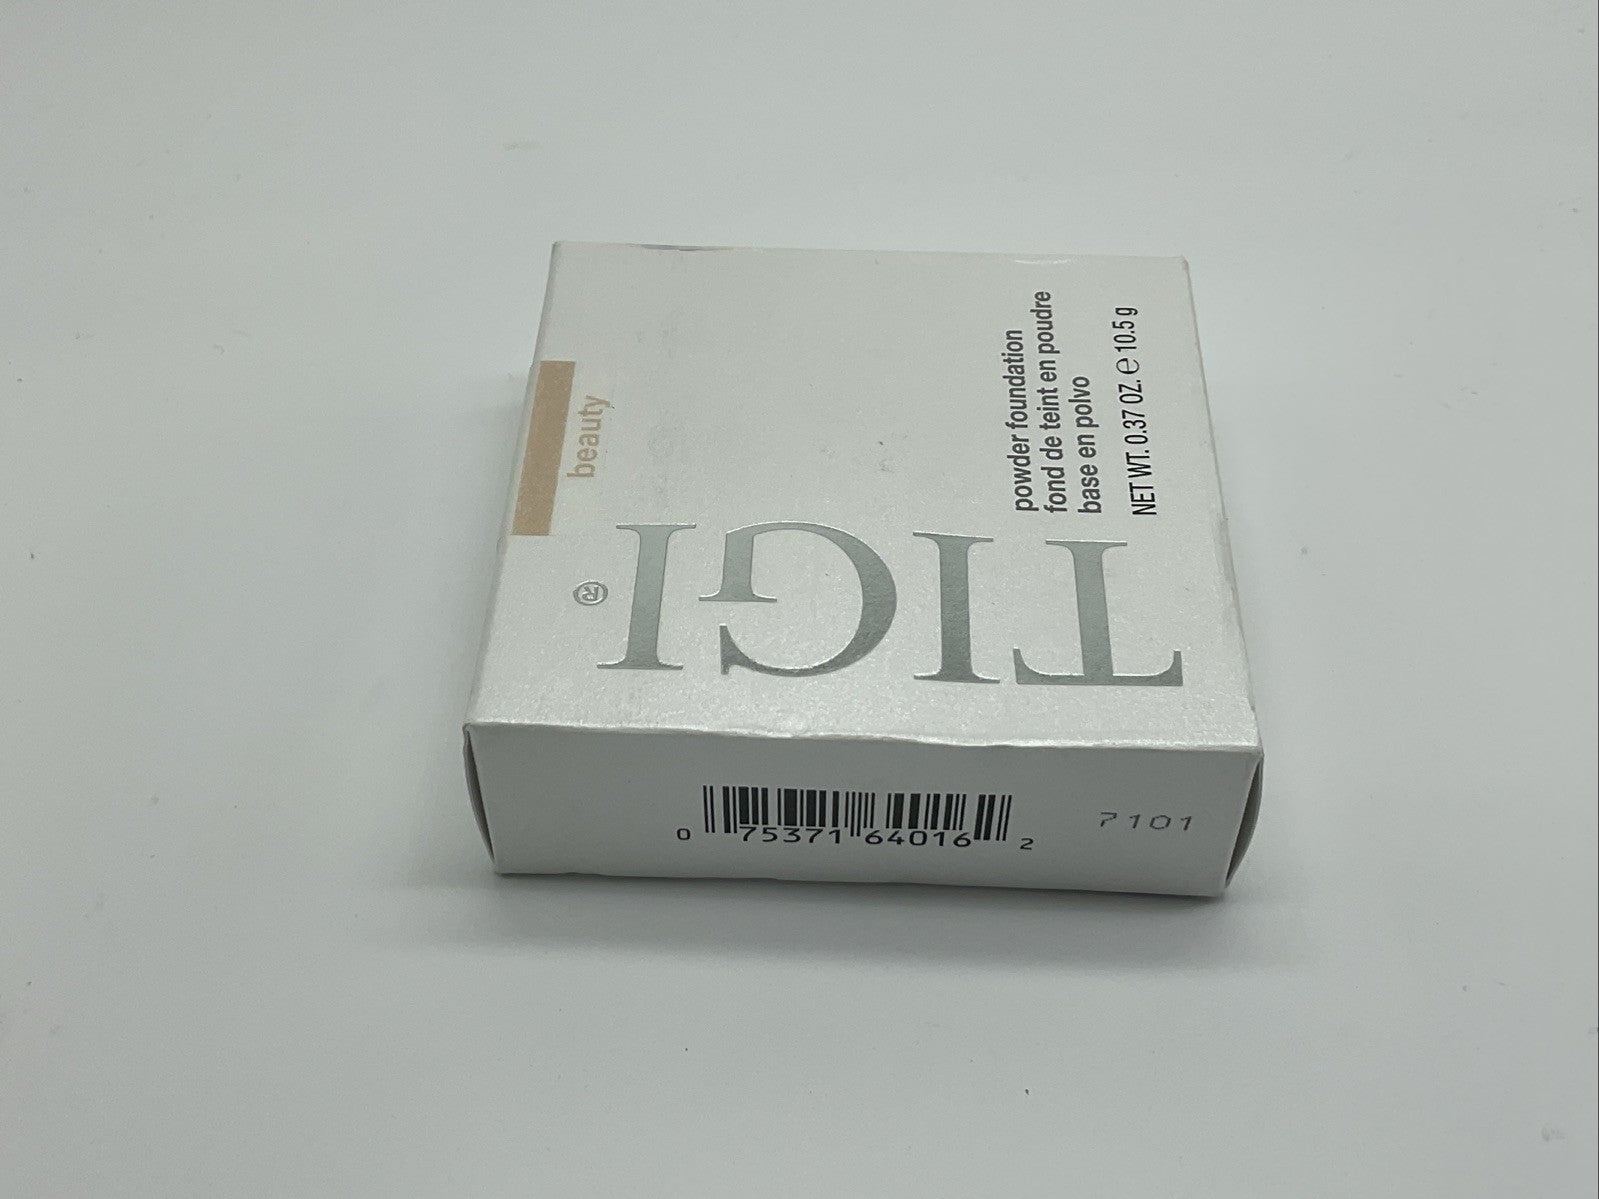 TIGI®
beauty
powder foundation
fond de teint en poudre
base en polvo
NET WT. 0.37 OZ. ℮ 10.5 g
0 75371 64016 2
7101